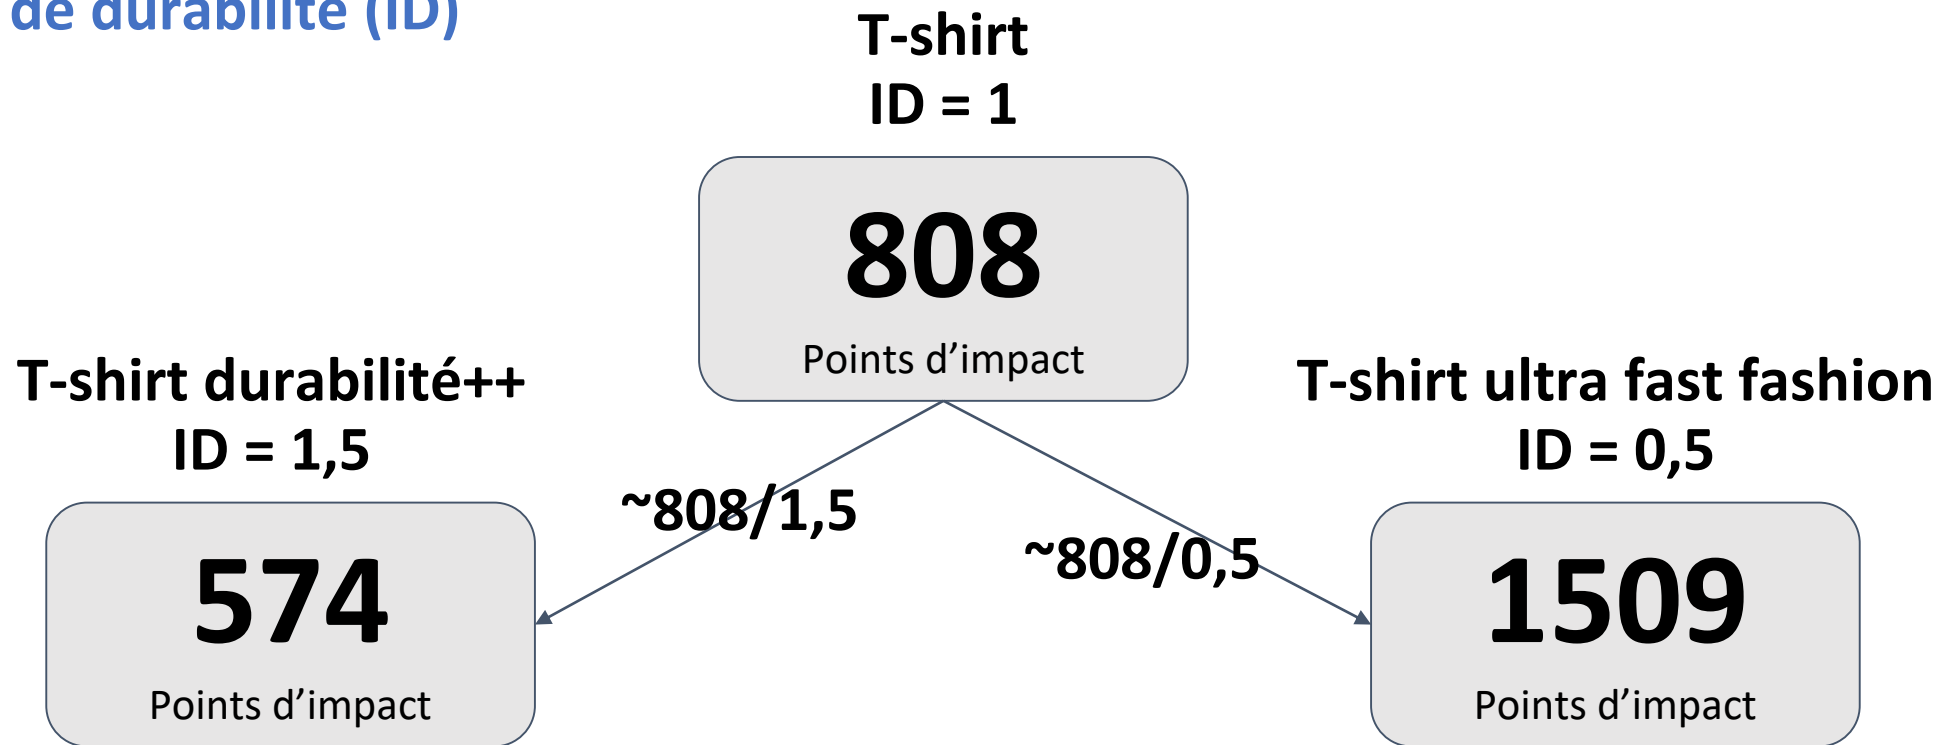 de durabilité (ID)
T-shirt
ID = 1
808
Points d’impact
T-shirt durabilité++
ID = 1,5
T-shirt ultra fast fashion
ID = 0,5
~808/1,5
~808/0,5
574
Points d’impact
1509
Points d’impact